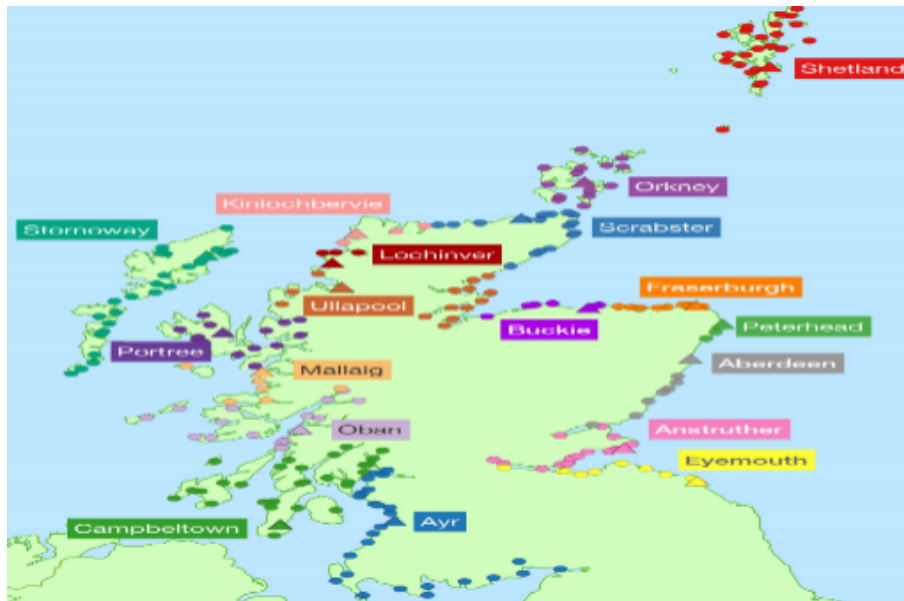 Shetland
Orkney
Kinlochbervie
Stornoway
Scrabster
Lochinver
Ullapool
Fraserburgh
Buckie
Peterhead
Portree
Mallaig
Aberdeen
Oban
Anstruther
Eyemouth
Campbeltown
Ayr